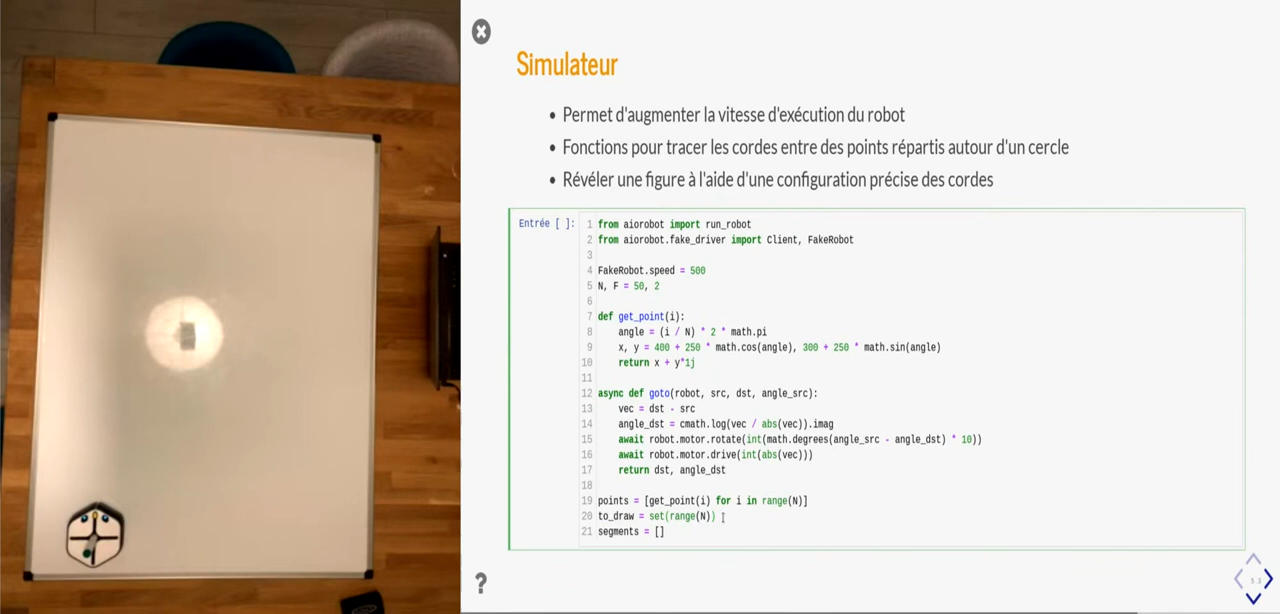 Simulateur
• Permet d'augmenter la vitesse d'exécution du robot
• Fonctions pour tracer les cordes entre des points répartis autour d'un cercle
• Révéler une figure à l'aide d'une configuration précise des cordes
Entrée [ ]:
1 from aiorobot import run_robot
2 from aiorobot.fake_driver import Client, FakeRobot
3
4 FakeRobot.speed = 500
5 N, F = 50, 2
6
7 def get_point(i):
8     angle = (i / N) * 2 * math.pi
9     x, y = 400 + 250 * math.cos(angle), 300 + 250 * math.sin(angle)
10     return x + y*1j
11
12 async def goto(robot, src, dst, angle_src):
13     vec = dst - src
14     angle_dst = cmath.log(vec / abs(vec)).imag
15     await robot.motor.rotate(int(math.degrees(angle_src - angle_dst) * 10))
16     await robot.motor.drive(int(abs(vec)))
17     return dst, angle_dst
18
19 points = [get_point(i) for i in range(N)]
20 to_draw = set(range(N))
21 segments = []
?